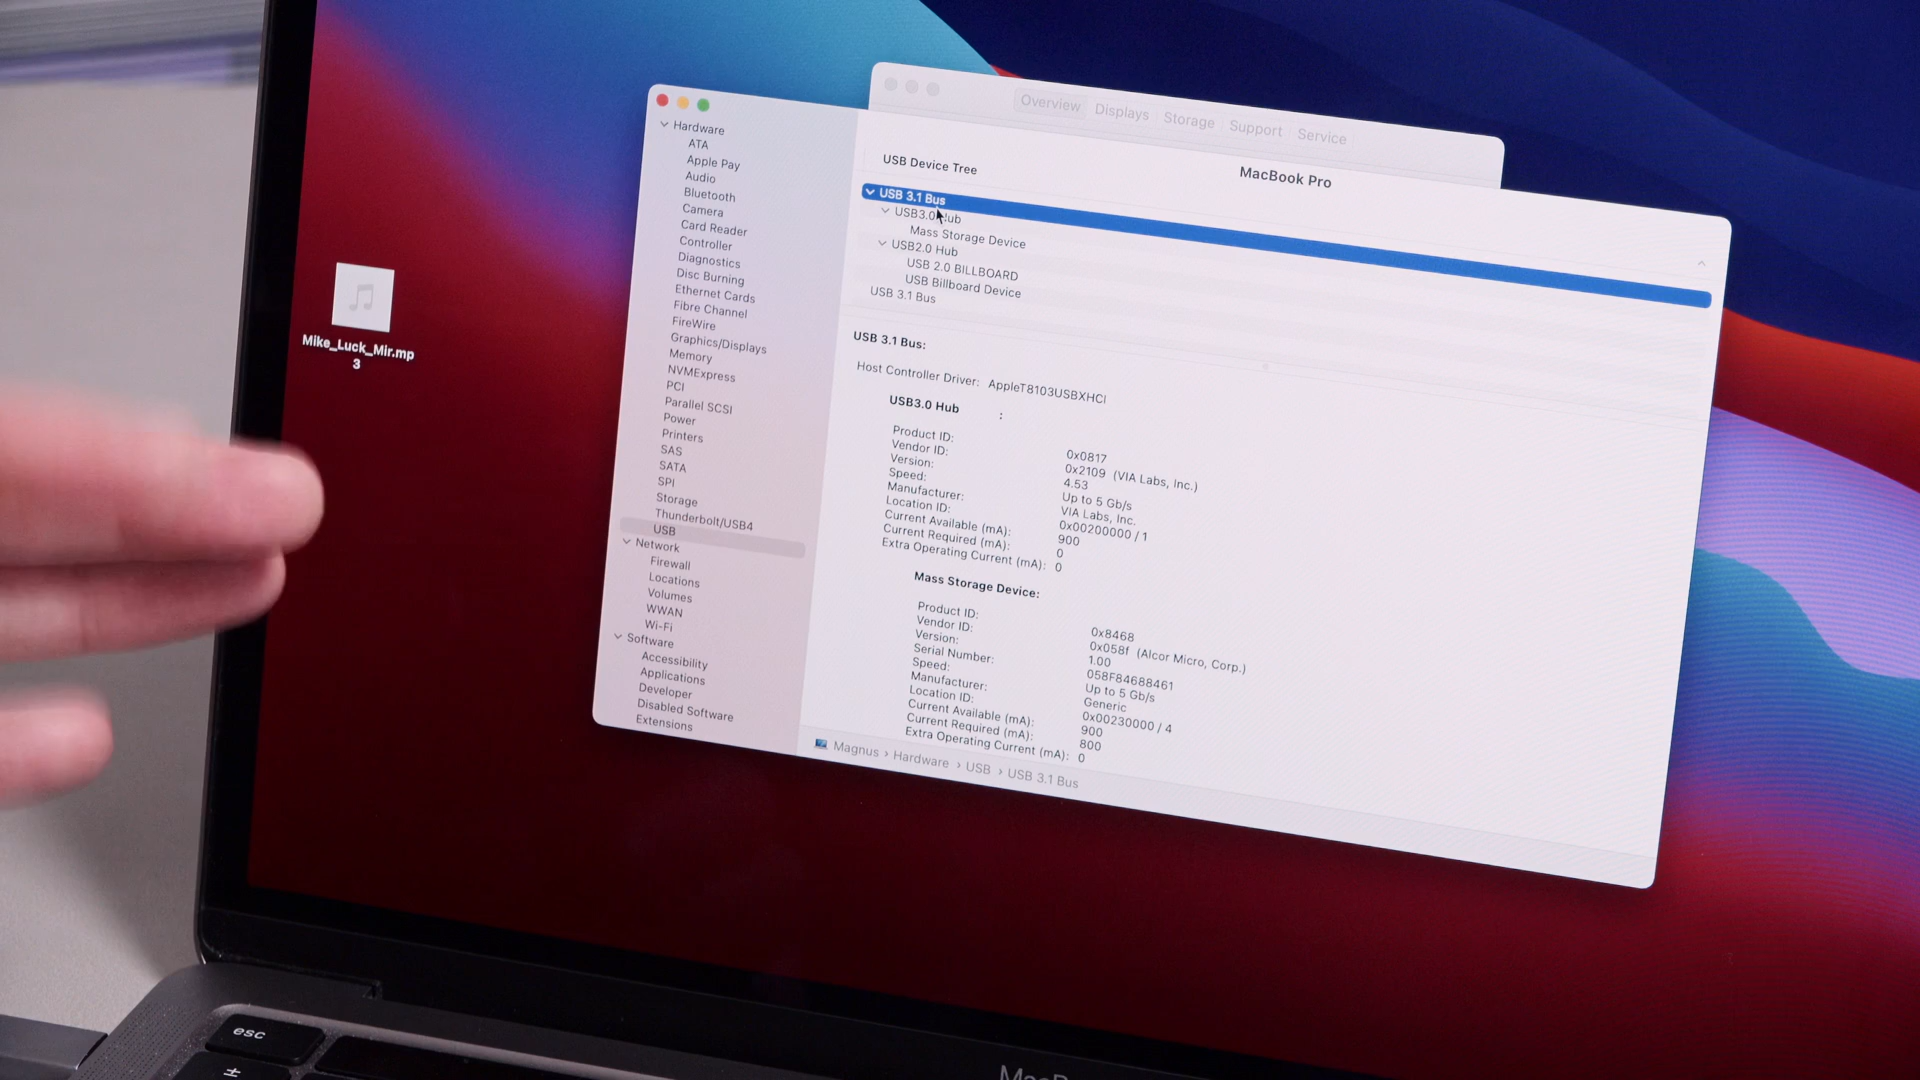 Overview Displays Storage Support Service
MacBook Pro
Hardware
ATA
Apple Pay
Audio
Bluetooth
Camera
Card Reader
Controller
Diagnostics
Disc Burning
Ethernet Cards
Fibre Channel
FireWire
Graphics/Displays
Memory
NVMExpress
PCI
Parallel SCSI
Power
Printers
SAS
SATA
SPI
Storage
Thunderbolt/USB4
USB
Network
Firewall
Locations
Volumes
WWAN
Wi-Fi
Software
Accessibility
Applications
Developer
Disabled Software
Extensions
USB Device Tree
USB 3.1 Bus
USB3.0 Hub
Mass Storage Device
USB2.0 Hub
USB 2.0 BILLBOARD
USB Billboard Device
USB 3.1 Bus
USB 3.1 Bus:
Host Controller Driver: AppleT8103USBXHCI
USB3.0 Hub :
Product ID: 0x0817
Vendor ID: 0x2109 (VIA Labs, Inc.)
Version: 4.53
Speed: Up to 5 Gb/s
Manufacturer: VIA Labs, Inc.
Location ID: 0x00200000 / 1
Current Available (mA): 900
Current Required (mA): 0
Extra Operating Current (mA): 0
Mass Storage Device:
Product ID: 0x8468
Vendor ID: 0x058f (Alcor Micro, Corp.)
Version: 1.00
Serial Number: 058F84688461
Speed: Up to 5 Gb/s
Manufacturer: Generic
Location ID: 0x00230000 / 4
Current Available (mA): 900
Current Required (mA): 800
Extra Operating Current (mA): 0
Magnus › Hardware › USB › USB 3.1 Bus
Mike_Luck_Mir.mp
3
esc
±